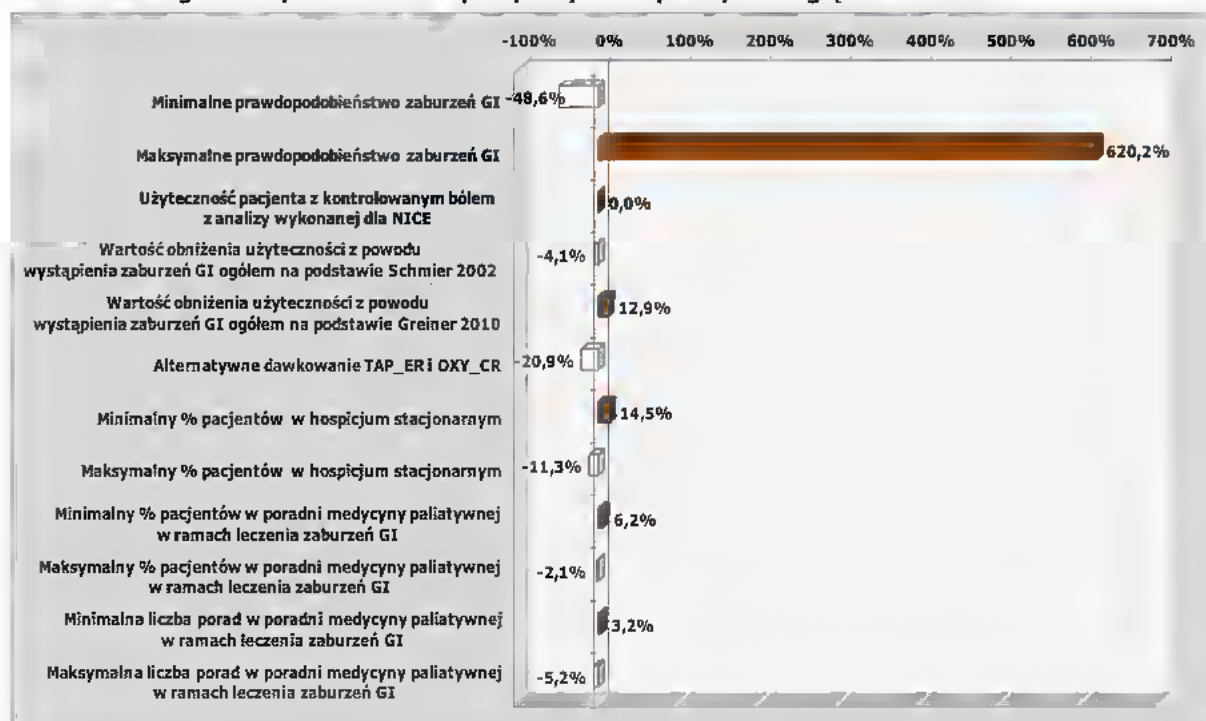 -100% 0% 100% 200% 300% 400% 500% 600% 700%
Minimalne prawdopodobieństwo zaburzeń GI -48,6%
Maksymalne prawdopodobieństwo zaburzeń GI 620,2%
Użyteczność pacjenta z kontrolowanym bólem
z analizy wykonanej dla NICE 0,0%
Wartość obniżenia użyteczności z powodu
wystąpienia zaburzeń GI ogółem na podstawie Schmier 2002 -4,1%
Wartość obniżenia użyteczności z powodu
wystąpienia zaburzeń GI ogółem na podstawie Greiner 2010 12,9%
Alternatywne dawkowanie TAP_ER i OXY_CR -20,9%
Minimalny % pacjentów w hospicjum stacjonarnym 14,5%
Maksymalny % pacjentów w hospicjum stacjonarnym -11,3%
Minimalny % pacjentów w poradni medycyny paliatywnej
w ramach leczenia zaburzeń GI 6,2%
Maksymalny % pacjentów w poradni medycyny paliatywnej
w ramach leczenia zaburzeń GI -2,1%
Minimalna liczba porad w poradni medycyny paliatywnej
w ramach leczenia zaburzeń GI 3,2%
Maksymalna liczba porad w poradni medycyny paliatywnej
w ramach leczenia zaburzeń GI -5,2%